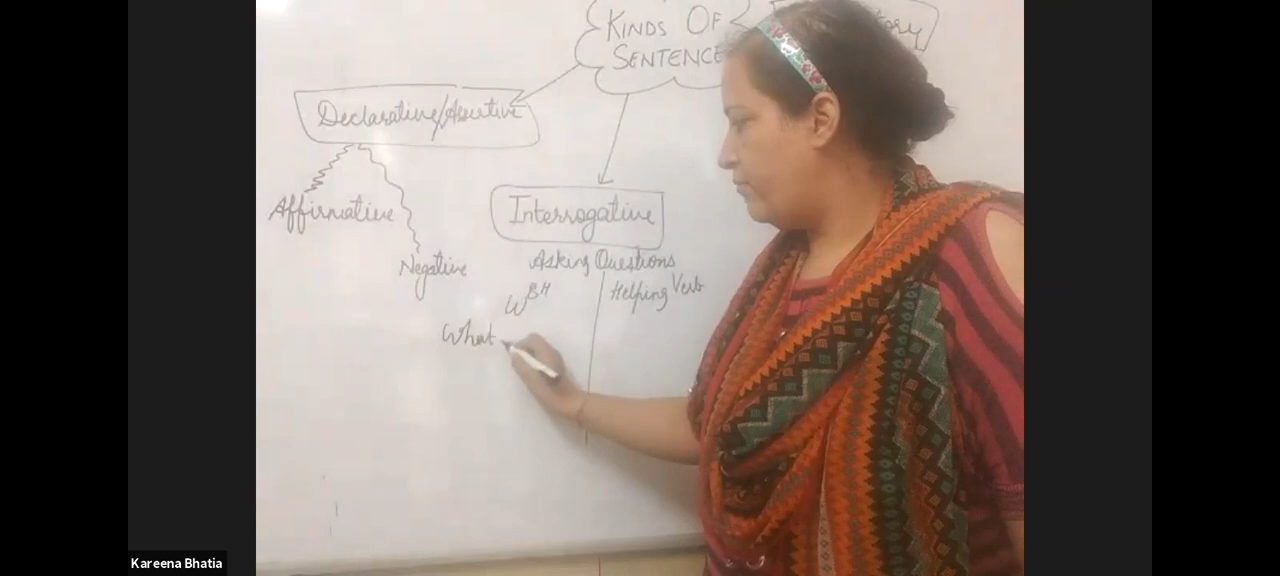 KINDS OF
SENTENCE
Declarative/Assertive
Affirmative
Negative
Interrogative
Asking Questions
W
Helping Verb
What
Kareena Bhatia